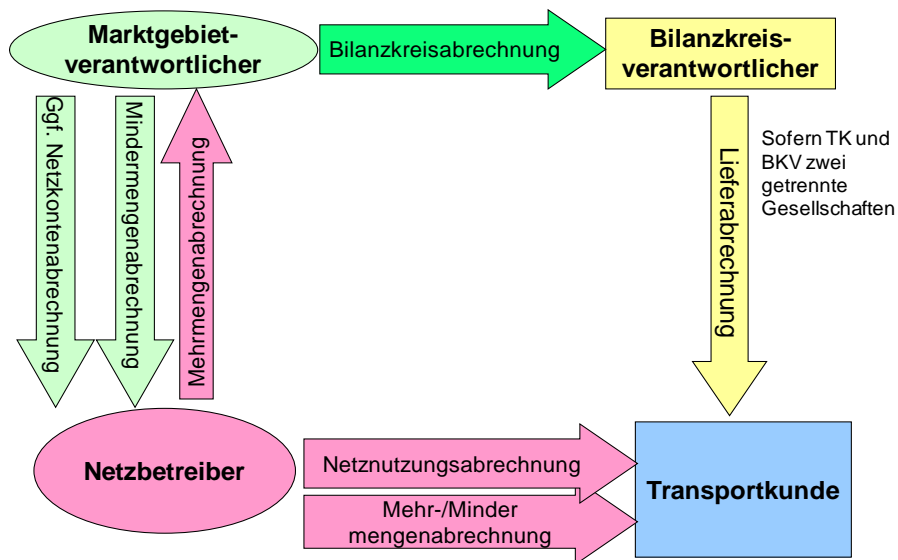 Marktgebiet-
verantwortlicher
Bilanzkreisabrechnung
Bilanzkreis-
verantwortlicher
Ggf. Netzkontenabrechnung
Mindermengenabrechnung
Mehrmengenabrechnung
Lieferabrechnung
Sofern TK und
BKV zwei
getrennte
Gesellschaften
Netzbetreiber
Netznutzungsabrechnung
Mehr-/Minder
mengenabrechnung
Transportkunde